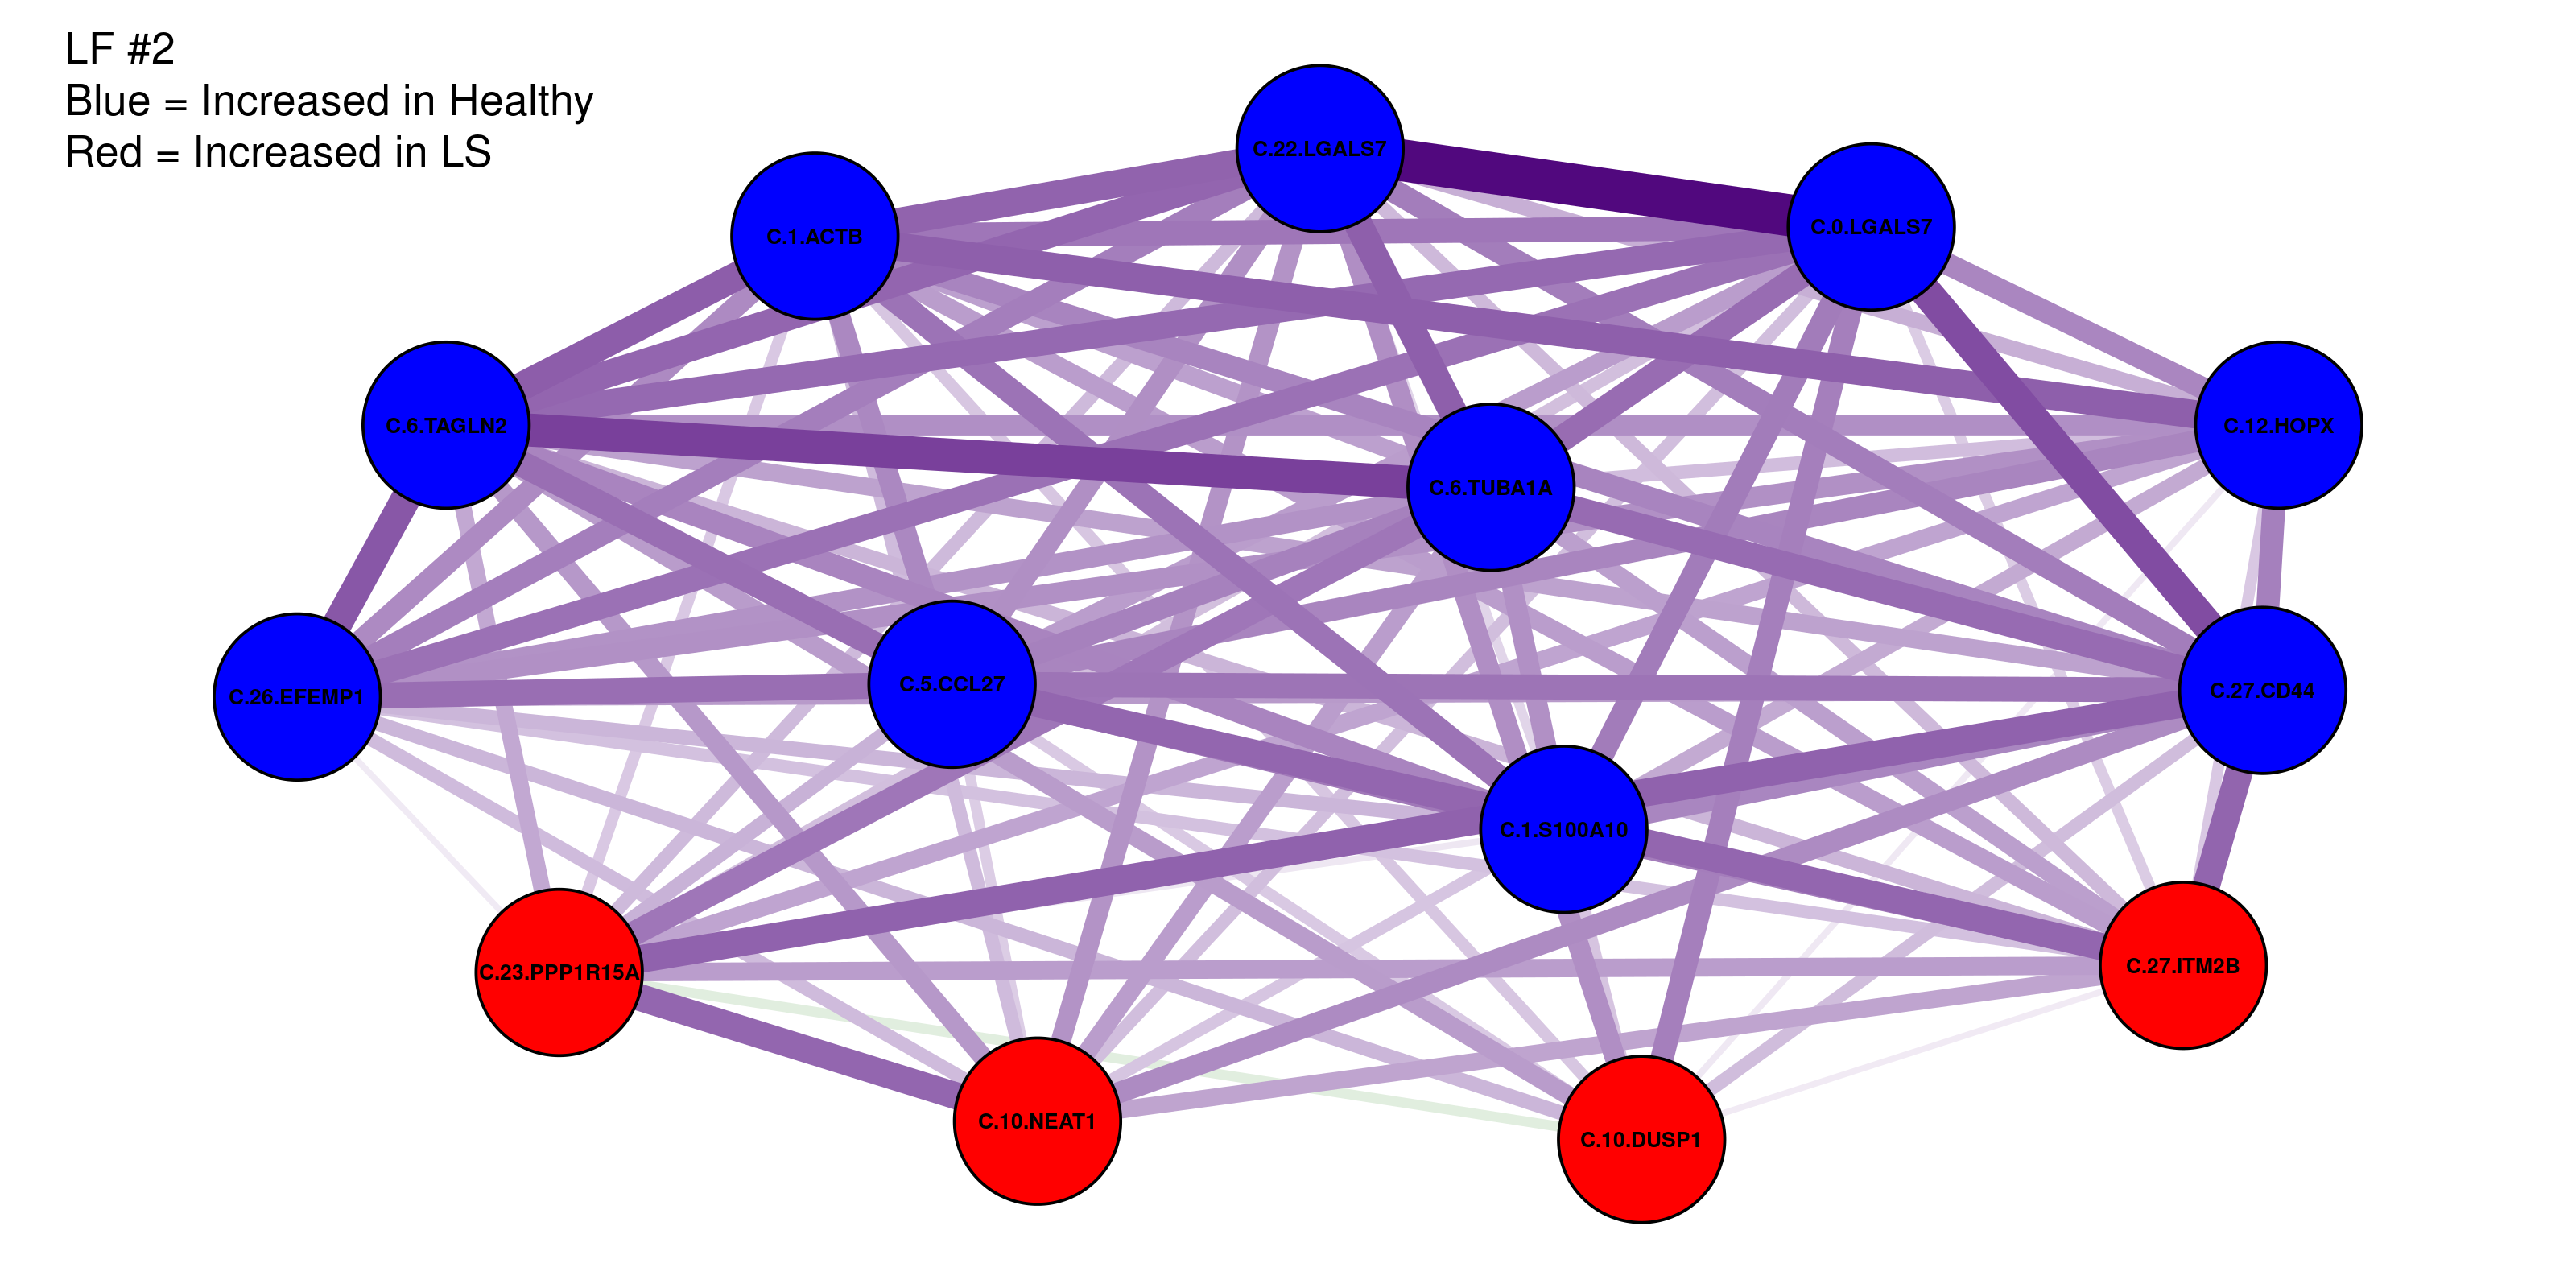 LF #2
Blue = Increased in Healthy
Red = Increased in LS
C.22.LGALS7
C.0.LGALS7
C.1.ACTB
C.6.TAGLN2
C.12.HOPX
C.6.TUBA1A
C.5.CCL27
C.27.CD44
C.26.EFEMP1
C.1.S100A10
C.27.ITM2B
C.23.PPP1R15A
C.10.NEAT1
C.10.DUSP1